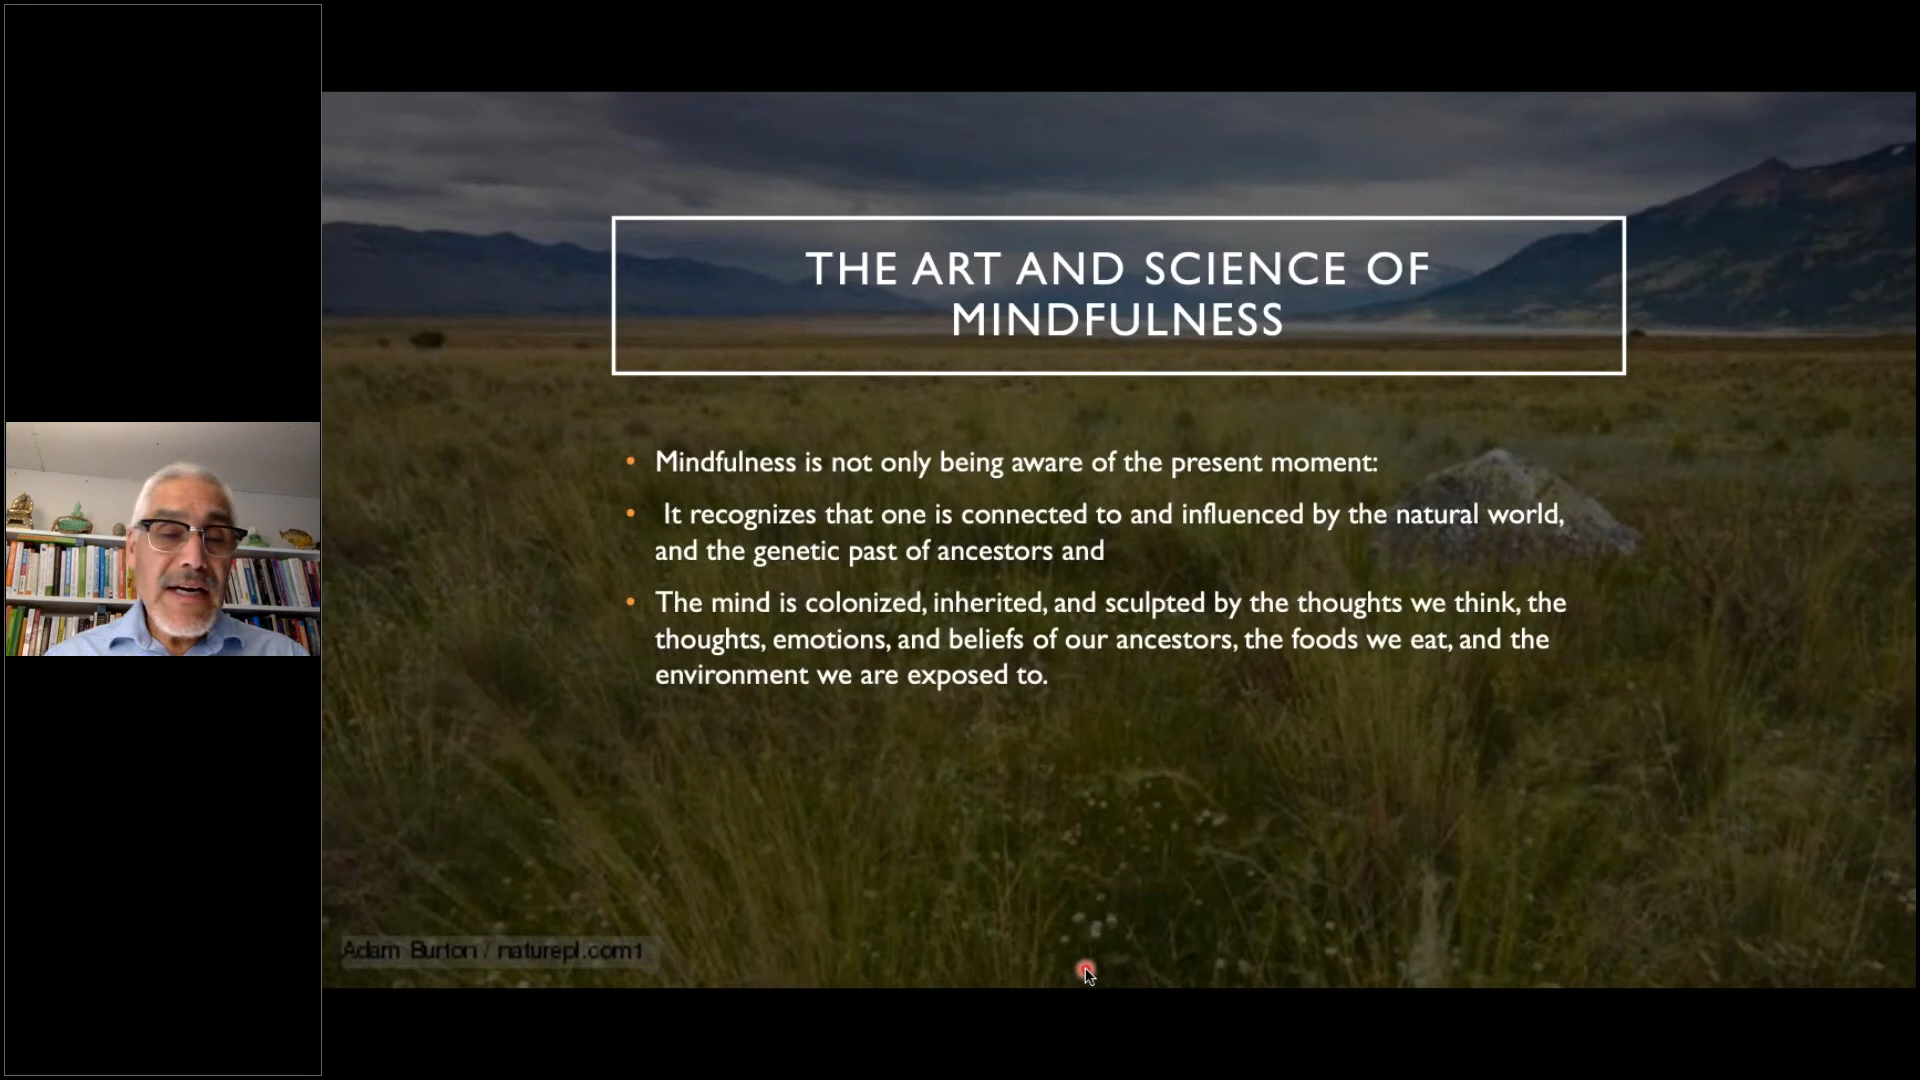 THE ART AND SCIENCE OF
MINDFULNESS
• Mindfulness is not only being aware of the present moment:
• It recognizes that one is connected to and influenced by the natural world,
and the genetic past of ancestors and
• The mind is colonized, inherited, and sculpted by the thoughts we think, the
thoughts, emotions, and beliefs of our ancestors, the foods we eat, and the
environment we are exposed to.
Adam Burton / naturepl.com1